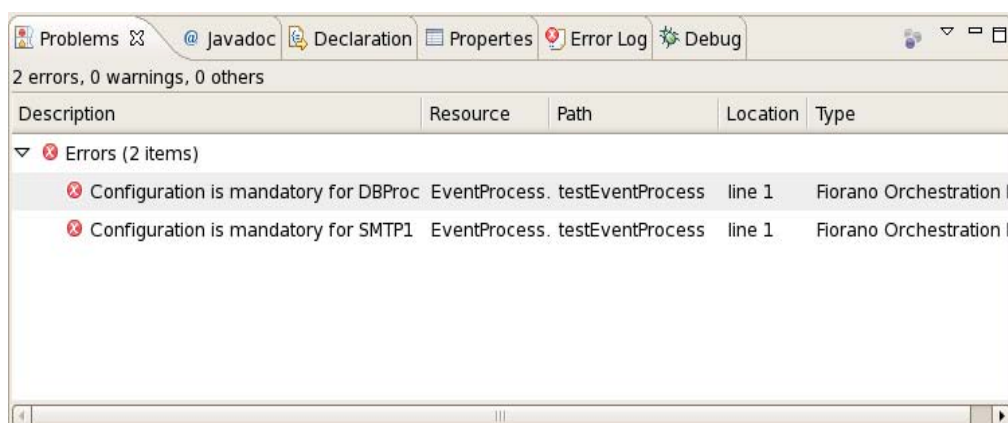 Problems @ Javadoc Declaration Propertes Error Log Debug
2 errors, 0 warnings, 0 others
Description Resource Path Location Type
Errors (2 items)
Configuration is mandatory for DBProc EventProcess. testEventProcess line 1 Fiorano Orchestration
Configuration is mandatory for SMTP1 EventProcess. testEventProcess line 1 Fiorano Orchestration